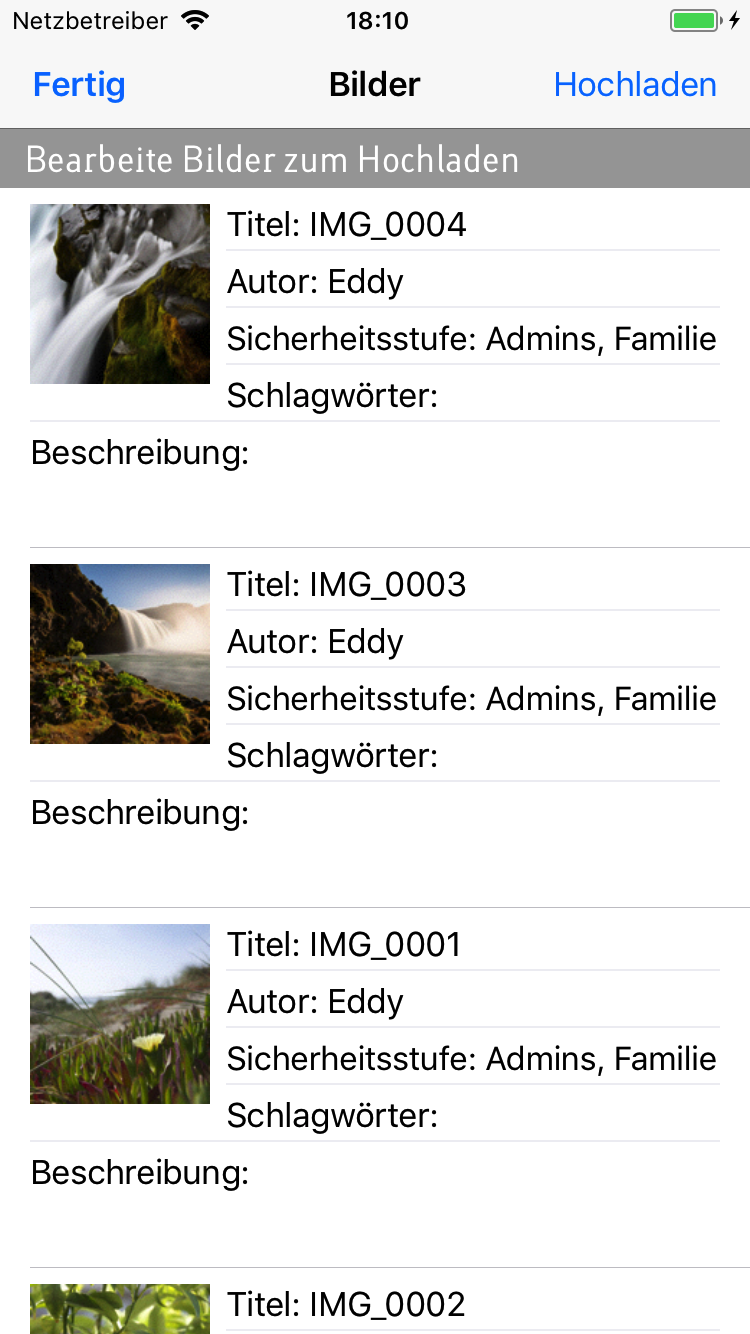 Netzbetreiber 18:10
Fertig Bilder Hochladen
Bearbeite Bilder zum Hochladen
Titel: IMG_0004
Autor: Eddy
Sicherheitsstufe: Admins, Familie
Schlagwörter:
Beschreibung:
Titel: IMG_0003
Autor: Eddy
Sicherheitsstufe: Admins, Familie
Schlagwörter:
Beschreibung:
Titel: IMG_0001
Autor: Eddy
Sicherheitsstufe: Admins, Familie
Schlagwörter:
Beschreibung:
Titel: IMG_0002